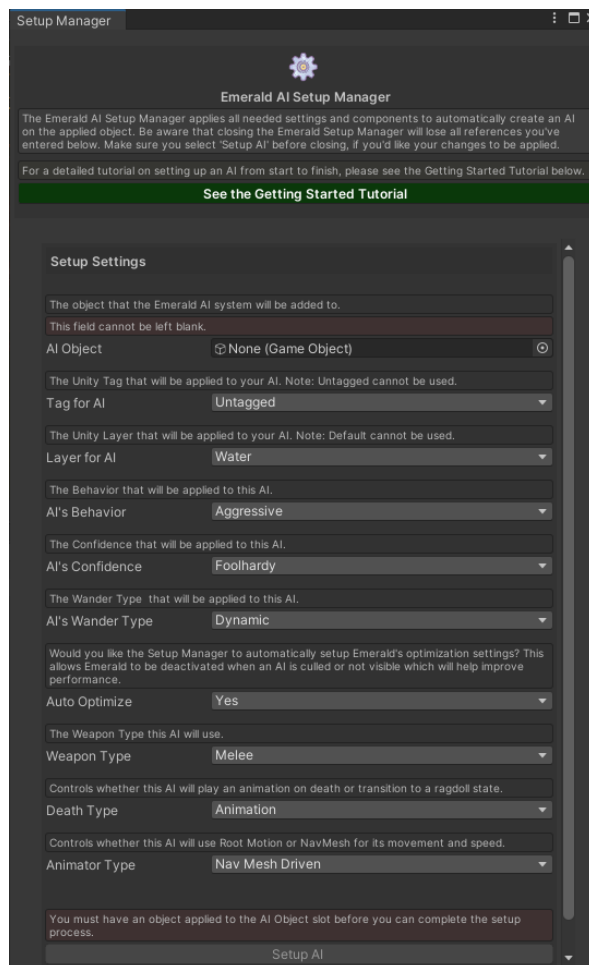 Setup Manager
Emerald AI Setup Manager
The Emerald AI Setup Manager applies all needed settings and components to automatically create an AI
on the applied object. Be aware that closing the Emerald Setup Manager will lose all references you've
entered below. Make sure you select 'Setup AI' before closing, if you'd like your changes to be applied.
For a detailed tutorial on setting up an AI from start to finish, please see the Getting Started Tutorial below.
See the Getting Started Tutorial
Setup Settings
The object that the Emerald AI system will be added to.
This field cannot be left blank.
AI Object None (Game Object)
The Unity Tag that will be applied to your AI. Note: Untagged cannot be used.
Tag for AI Untagged
The Unity Layer that will be applied to your AI. Note: Default cannot be used.
Layer for AI Water
The Behavior that will be applied to this AI.
AI's Behavior Aggressive
The Confidence that will be applied to this AI.
AI's Confidence Foolhardy
The Wander Type  that will be applied to this AI.
AI's Wander Type Dynamic
Would you like the Setup Manager to automatically setup Emerald's optimization settings? This
allows Emerald to be deactivated when an AI is culled or not visible which will help improve
performance.
Auto Optimize Yes
The Weapon Type this AI will use.
Weapon Type Melee
Controls whether this AI will play an animation on death or transition to a ragdoll state.
Death Type Animation
Controls whether this AI will use Root Motion or NavMesh for its movement and speed.
Animator Type Nav Mesh Driven
You must have an object applied to the AI Object slot before you can complete the setup
process.
Setup AI